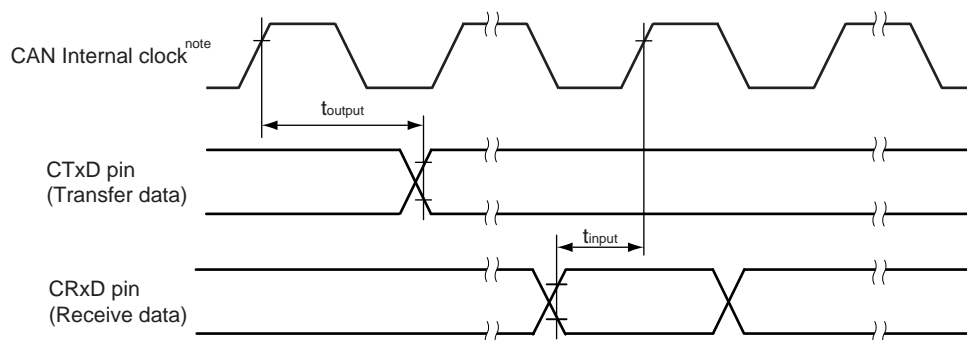 CAN Internal clock note
toutput
CTxD pin
(Transfer data)
tinput
CRxD pin
(Receive data)